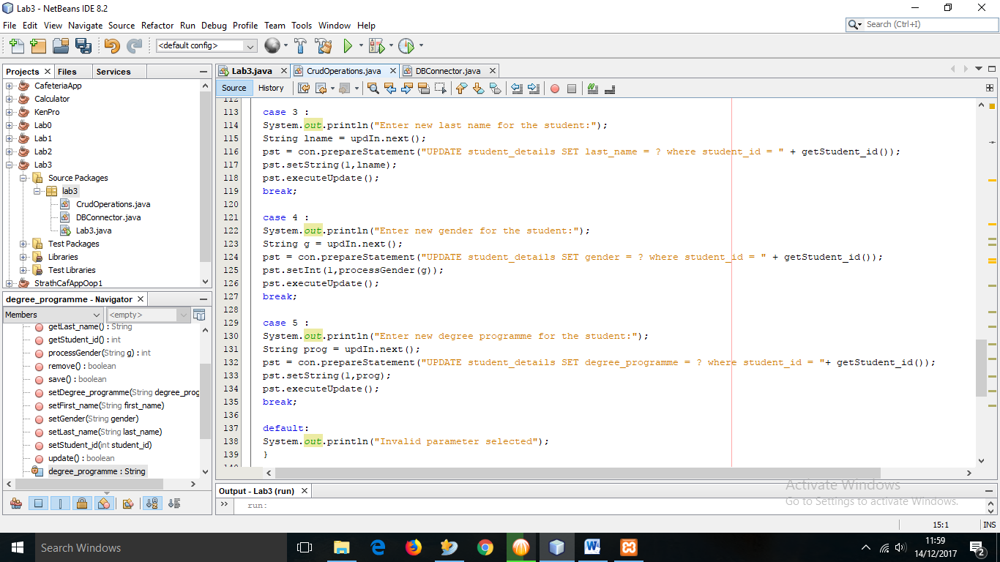 Lab3 - NetBeans IDE 8.2
File Edit View Navigate Source Refactor Run Debug Profile Team Tools Window Help
Search (Ctrl+I)
<default config>
Projects Files Services
CafeteriaApp
Calculator
KenPro
Lab0
Lab1
Lab2
Lab3
Source Packages
lab3
CrudOperations.java
DBConnector.java
Lab3.java
Test Packages
Libraries
Test Libraries
StrathCafAppOop1
degree_programme - Navigator
Members <empty>
getLast_name() : String
getStudent_id() : int
processGender(String g) : int
remove() : boolean
save() : boolean
setDegree_programme(String degree_prog
setFirst_name(String first_name)
setGender(String gender)
setLast_name(String last_name)
setStudent_id(int student_id)
update() : boolean
degree_programme : String
Lab3.java CrudOperations.java DBConnector.java
Source History
112
113 case 3 :
114 System.out.println("Enter new last name for the student:");
115 String lname = updIn.next();
116 pst = con.prepareStatement("UPDATE student_details SET last_name = ? where student_id = " + getStudent_id());
117 pst.setString(1,lname);
118 pst.executeUpdate();
119 break;
120
121 case 4 :
122 System.out.println("Enter new gender for the student:");
123 String g = updIn.next();
124 pst = con.prepareStatement("UPDATE student_details SET gender = ? where student_id = " + getStudent_id());
125 pst.setInt(1,processGender(g));
126 pst.executeUpdate();
127 break;
128
129 case 5 :
130 System.out.println("Enter new degree programme for the student:");
131 String prog = updIn.next();
132 pst = con.prepareStatement("UPDATE student_details SET degree_programme = ? where student_id = "+ getStudent_id());
133 pst.setString(1,prog);
134 pst.executeUpdate();
135 break;
136
137 default:
138 System.out.println("Invalid parameter selected");
139 }
140
Output - Lab3 (run)
run:
Activate Windows
Go to Settings to activate Windows.
15:1 INS
Search Windows
11:59
14/12/2017
2